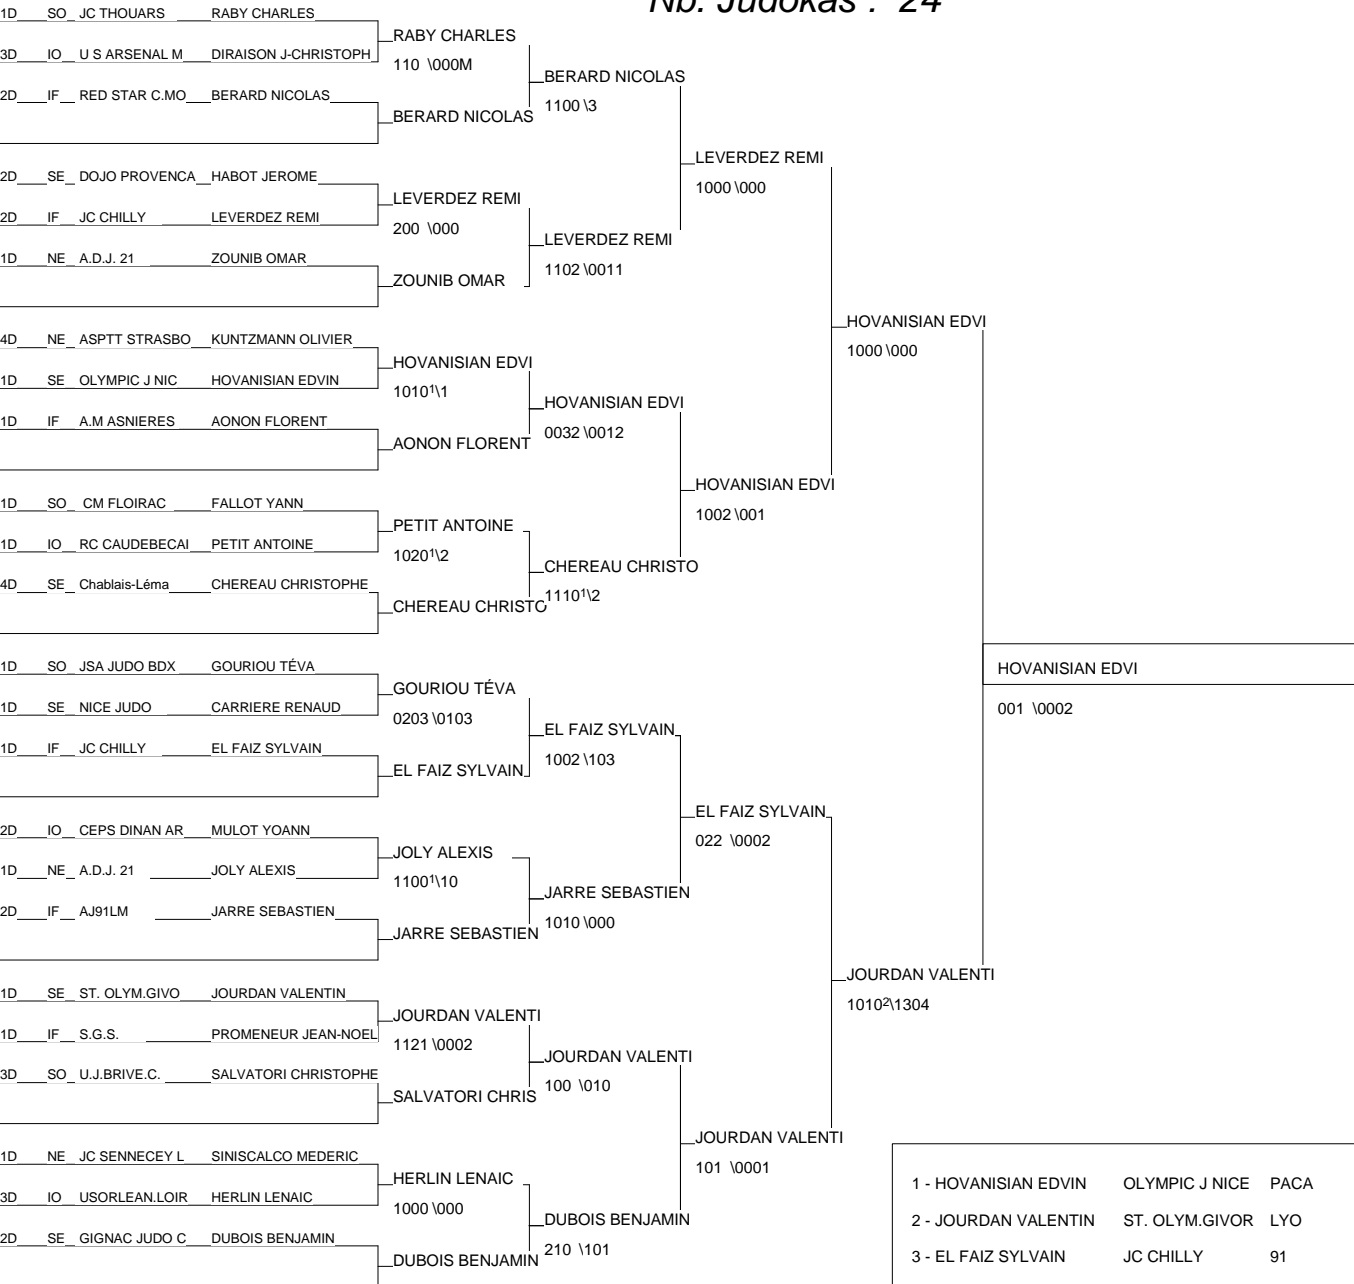 Nb. Judokas : 24
1D SO JC THOUARS RABY CHARLES
RABY CHARLES
3D IO U S ARSENAL M DIRAISON J-CHRISTOPH
110 \000M
BERARD NICOLAS
2D IF RED STAR C.MO BERARD NICOLAS
1100 \3
BERARD NICOLAS
LEVERDEZ REMI
2D SE DOJO PROVENCA HABOT JEROME
1000 \000
LEVERDEZ REMI
2D IF JC CHILLY LEVERDEZ REMI
200 \000
LEVERDEZ REMI
1D NE A.D.J. 21 ZOUNIB OMAR
1102 \0011
ZOUNIB OMAR
HOVANISIAN EDVI
4D NE ASPTT STRASBO KUNTZMANN OLIVIER
1000 \000
HOVANISIAN EDVI
1D SE OLYMPIC J NIC HOVANISIAN EDVIN
1010¹\1
HOVANISIAN EDVI
1D IF A.M ASNIERES AONON FLORENT
0032 \0012
AONON FLORENT
HOVANISIAN EDVI
1D SO CM FLOIRAC FALLOT YANN
1002 \001
PETIT ANTOINE
1D IO RC CAUDEBECAI PETIT ANTOINE
1020¹\2
CHEREAU CHRISTO
4D SE Chablais-Léma CHEREAU CHRISTOPHE
1110¹\2
CHEREAU CHRISTO
1D SO JSA JUDO BDX GOURIOU TÉVA
HOVANISIAN EDVI
GOURIOU TÉVA
1D SE NICE JUDO CARRIERE RENAUD
001 \0002
0203 \0103
EL FAIZ SYLVAIN
1D IF JC CHILLY EL FAIZ SYLVAIN
1002 \103
EL FAIZ SYLVAIN
EL FAIZ SYLVAIN
2D IO CEPS DINAN AR MULOT YOANN
022 \0002
JOLY ALEXIS
1D NE A.D.J. 21 JOLY ALEXIS
1100¹\10
JARRE SEBASTIEN
2D IF AJ91LM JARRE SEBASTIEN
1010 \000
JARRE SEBASTIEN
JOURDAN VALENTI
1D SE ST. OLYM.GIVO JOURDAN VALENTIN
1010²\1304
JOURDAN VALENTI
1D IF S.G.S. PROMENEUR JEAN-NOEL
1121 \0002
JOURDAN VALENTI
3D SO U.J.BRIVE.C. SALVATORI CHRISTOPHE
100 \010
SALVATORI CHRIS
JOURDAN VALENTI
1D NE JC SENNECEY L SINISCALCO MEDERIC
101 \0001
HERLIN LENAIC
1 - HOVANISIAN EDVIN OLYMPIC J NICE PACA
3D IO USORLEAN.LOIR HERLIN LENAIC
1000 \000
DUBOIS BENJAMIN
2 - JOURDAN VALENTIN ST. OLYM.GIVOR LYO
2D SE GIGNAC JUDO C DUBOIS BENJAMIN
210 \101
3 - EL FAIZ SYLVAIN JC CHILLY 91
DUBOIS BENJAMIN